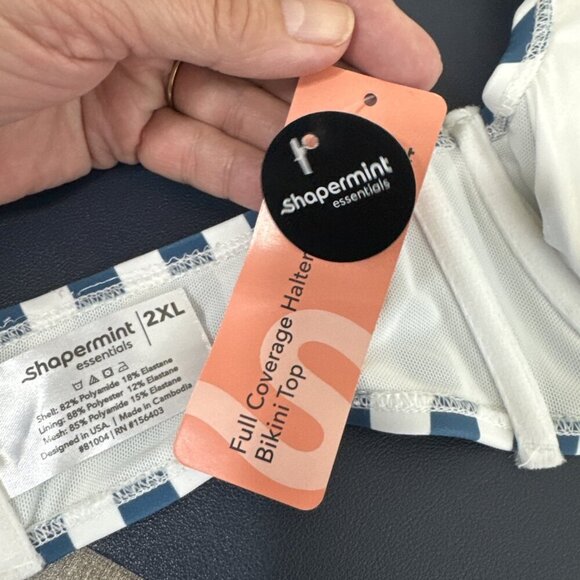 Shapermint
essentials
Full Coverage Halter
Bikini Top
Shapermint
essentials
2XL
Shell: 82% Polyamide 18% Elastane
Lining: 88% Polyester 12% Elastane
Mesh: 85% Polyamide 15% Elastane
Designed in USA. | Made in Cambodia
#81004 | RN #156403